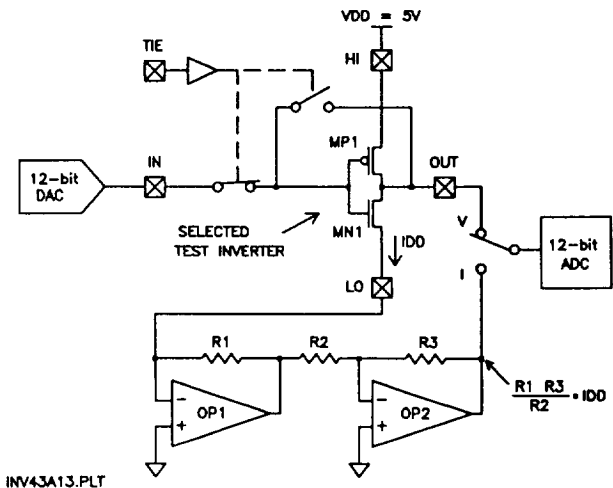 VDD = 5V
TIE
HI
MP1
IN
OUT
12-bit
DAC
SELECTED
TEST INVERTER
MN1
IDD
V
I
12-bit
ADC
LO
R1
R2
R3
−
+
OP1
−
+
OP2
R1 R3
R2
• IDD
INV43A13.PLT